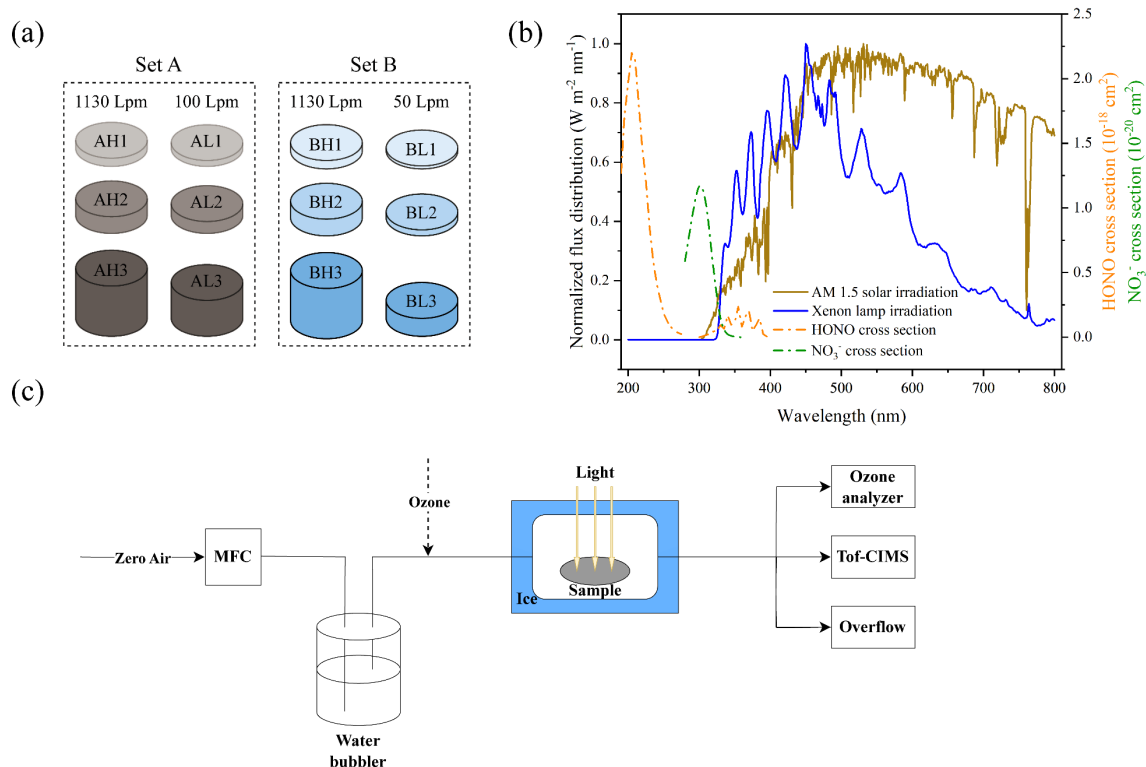 (a)
Set A
Set B
1130 Lpm
100 Lpm
1130 Lpm
50 Lpm
AH1
AL1
BH1
BL1
AH2
AL2
BH2
BL2
AH3
AL3
BH3
BL3
(b)
Normalized flux distribution (W m⁻² nm⁻¹)
1.0
0.8
0.6
0.4
0.2
0.0
2.5
2.0
1.5
1.0
0.5
0.0
HONO cross section (10⁻¹⁸ cm²)
NO₃⁻ cross section (10⁻²⁰ cm²)
AM 1.5 solar irradiation
Xenon lamp irradiation
HONO cross section
NO₃⁻ cross section
200 300 400 500 600 700 800
Wavelength (nm)
(c)
Zero Air
MFC
Water
bubbler
Ozone
Light
Sample
Ice
Ozone
analyzer
Tof-CIMS
Overflow